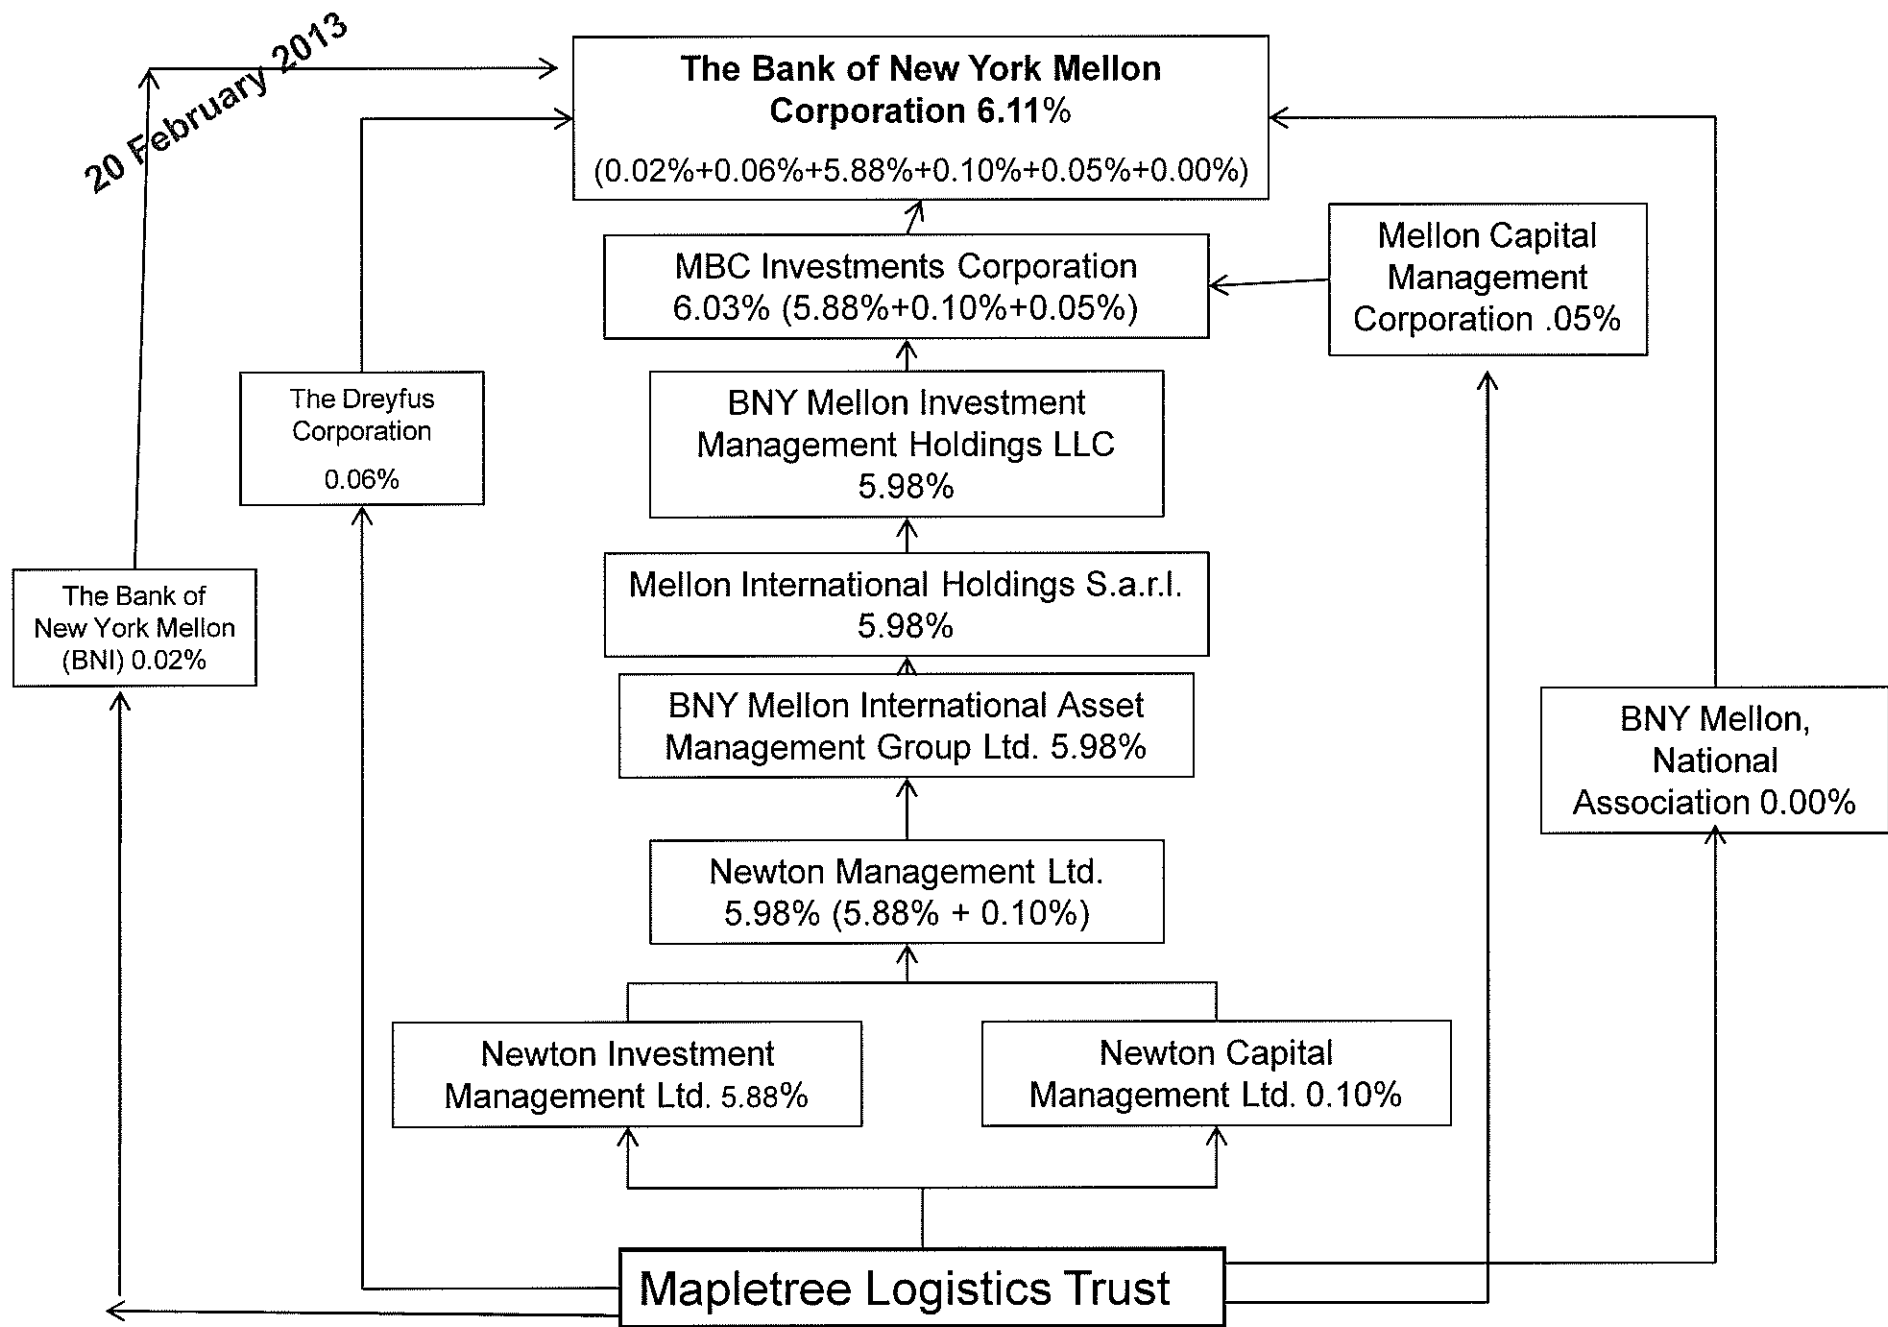 20 February 2013
The Bank of New York Mellon
Corporation 6.11%
(0.02%+0.06%+5.88%+0.10%+0.05%+0.00%)
MBC Investments Corporation
6.03% (5.88%+0.10%+0.05%)
Mellon Capital
Management
Corporation .05%
The Dreyfus
Corporation
0.06%
BNY Mellon Investment
Management Holdings LLC
5.98%
The Bank of
New York Mellon
(BNI) 0.02%
Mellon International Holdings S.a.r.l.
5.98%
BNY Mellon International Asset
Management Group Ltd. 5.98%
BNY Mellon,
National
Association 0.00%
Newton Management Ltd.
5.98% (5.88% + 0.10%)
Newton Investment
Management Ltd. 5.88%
Newton Capital
Management Ltd. 0.10%
Mapletree Logistics Trust